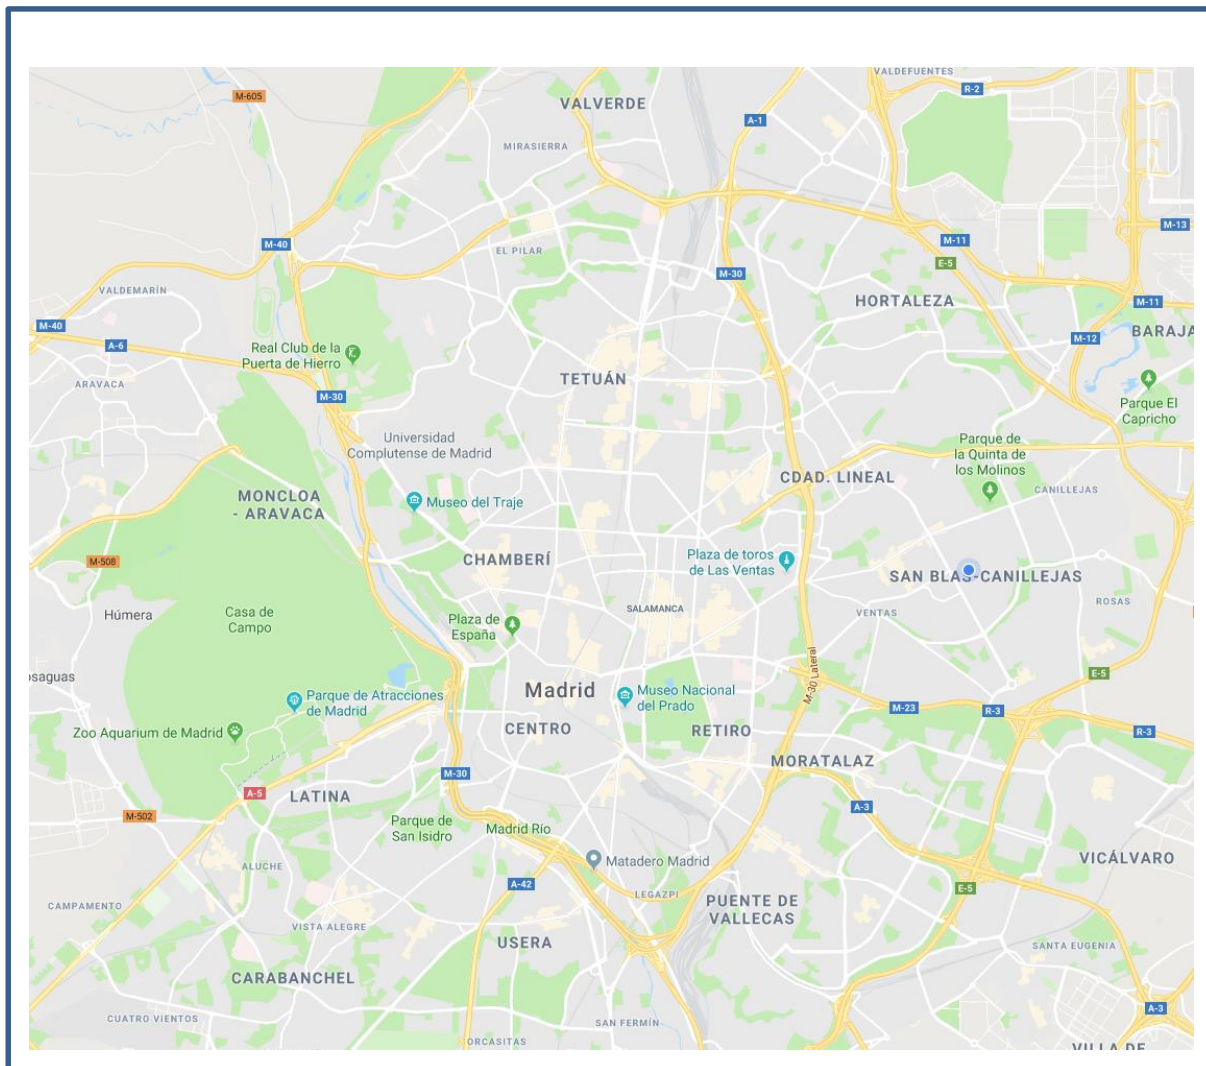 VALDEFUENTES
M-605
R-2
VALVERDE
A-1
MIRASIERRA
M-13
M-40
EL PILAR
M-11
E-5
M-30
VALDEMARÍN
HORTALEZA
M-11
M-40
BARAJA
A-6
M-12
Real Club de la
Puerta de Hierro
ARAVACA
TETUÁN
M-30
Parque El
Capricho
Universidad
Complutense de Madrid
Parque de
la Quinta de
los Molinos
CDAD. LINEAL
CANILLEJAS
MONCLOA
- ARAVACA
Museo del Traje
M-508
CHAMBERÍ
Plaza de toros
de Las Ventas
SAN BLAS-CANILLEJAS
ROSAS
Húmera
Casa de
Campo
SALAMANCA
VENTAS
Plaza de
España
osaguas
M-30 Lateral
E-5
Madrid
Parque de Atracciones
de Madrid
Museo Nacional
del Prado
M-23
R-3
Zoo Aquarium de Madrid
CENTRO
RETIRO
R-3
MORATALAZ
M-30
A-5
LATINA
A-3
M-502
Parque de
San Isidro
Madrid Río
ALUCHE
Matadero Madrid
VICÁLVARO
A-42
LEGAZPI
E-5
CAMPAMENTO
PUENTE DE
VALLECAS
VISTA ALEGRE
USERA
SANTA EUGENIA
CARABANCHEL
A-3
CUATRO VIENTOS
SAN FERMÍN
ORCASITAS
VILLA DE